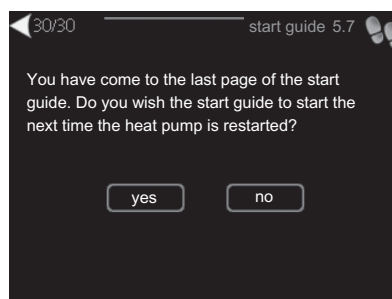 30/30
start guide 5.7
You have come to the last page of the start
guide. Do you wish the start guide to start the
next time the heat pump is restarted?
yes
no